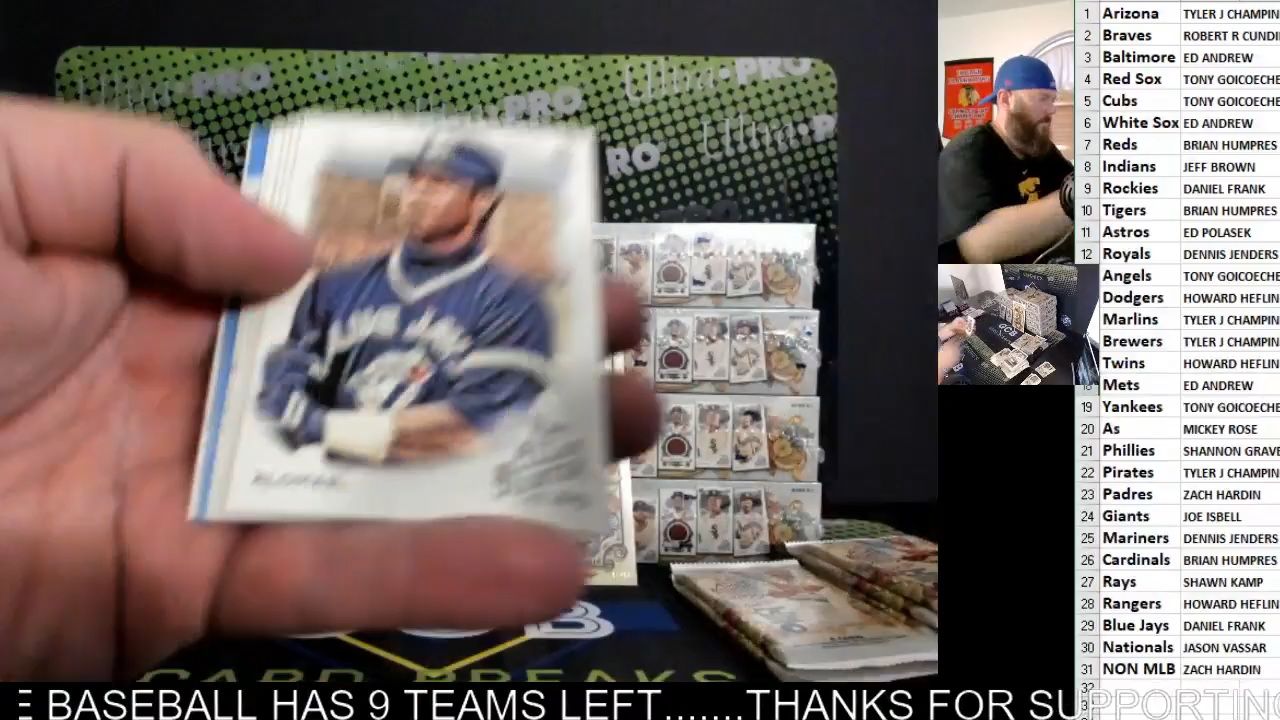 Ultra·PRO
PRO
Ultra·PRO
Ultra·P
RO
BLUE JAYS
ALOMAR
CARD BREAKS
1 Arizona TYLER J CHAMPIN
2 Braves ROBERT R CUNDI
3 Baltimore ED ANDREW
4 Red Sox TONY GOICOECHE
5 Cubs TONY GOICOECHE
6 White Sox ED ANDREW
7 Reds BRIAN HUMPRES
8 Indians JEFF BROWN
9 Rockies DANIEL FRANK
10 Tigers BRIAN HUMPRES
11 Astros ED POLASEK
12 Royals DENNIS JENDERS
Angels TONY GOICOECHE
Dodgers HOWARD HEFLIN
Marlins TYLER J CHAMPIN
Brewers TYLER J CHAMPIN
Twins HOWARD HEFLIN
Mets ED ANDREW
19 Yankees TONY GOICOECHE
20 As MICKEY ROSE
21 Phillies SHANNON GRAVE
22 Pirates TYLER J CHAMPIN
23 Padres ZACH HARDIN
24 Giants JOE ISBELL
25 Mariners DENNIS JENDERS
26 Cardinals BRIAN HUMPRES
27 Rays SHAWN KAMP
28 Rangers HOWARD HEFLIN
29 Blue Jays DANIEL FRANK
30 Nationals JASON VASSAR
31 NON MLB ZACH HARDIN
32
E BASEBALL HAS 9 TEAMS LEFT.......THANKS FOR SUPPORTING